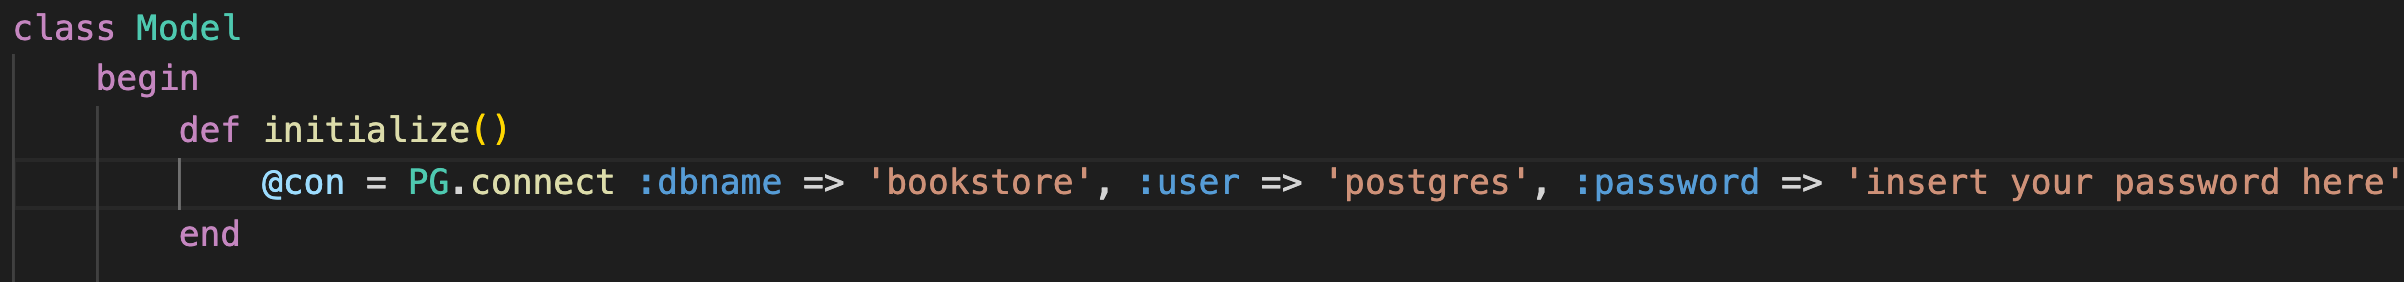 class Model
begin
def initialize()
@con = PG.connect :dbname => 'bookstore', :user => 'postgres', :password => 'insert your password here'
end